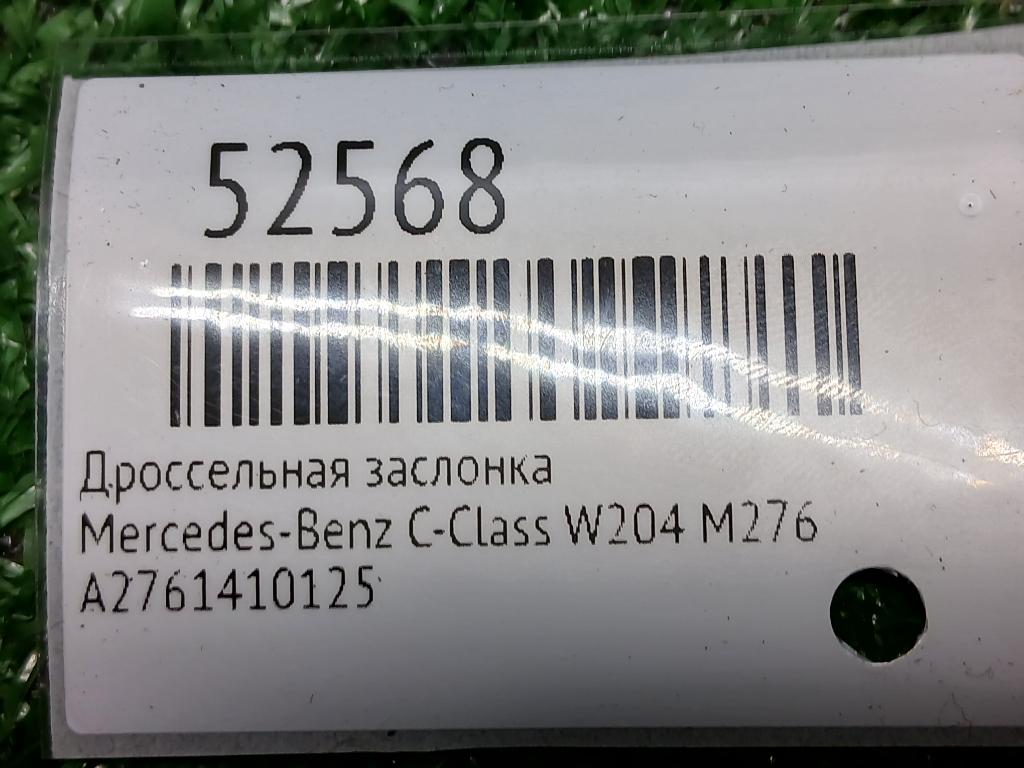 52568
Дроссельная заслонка
Mercedes-Benz C-Class W204 M276
A2761410125